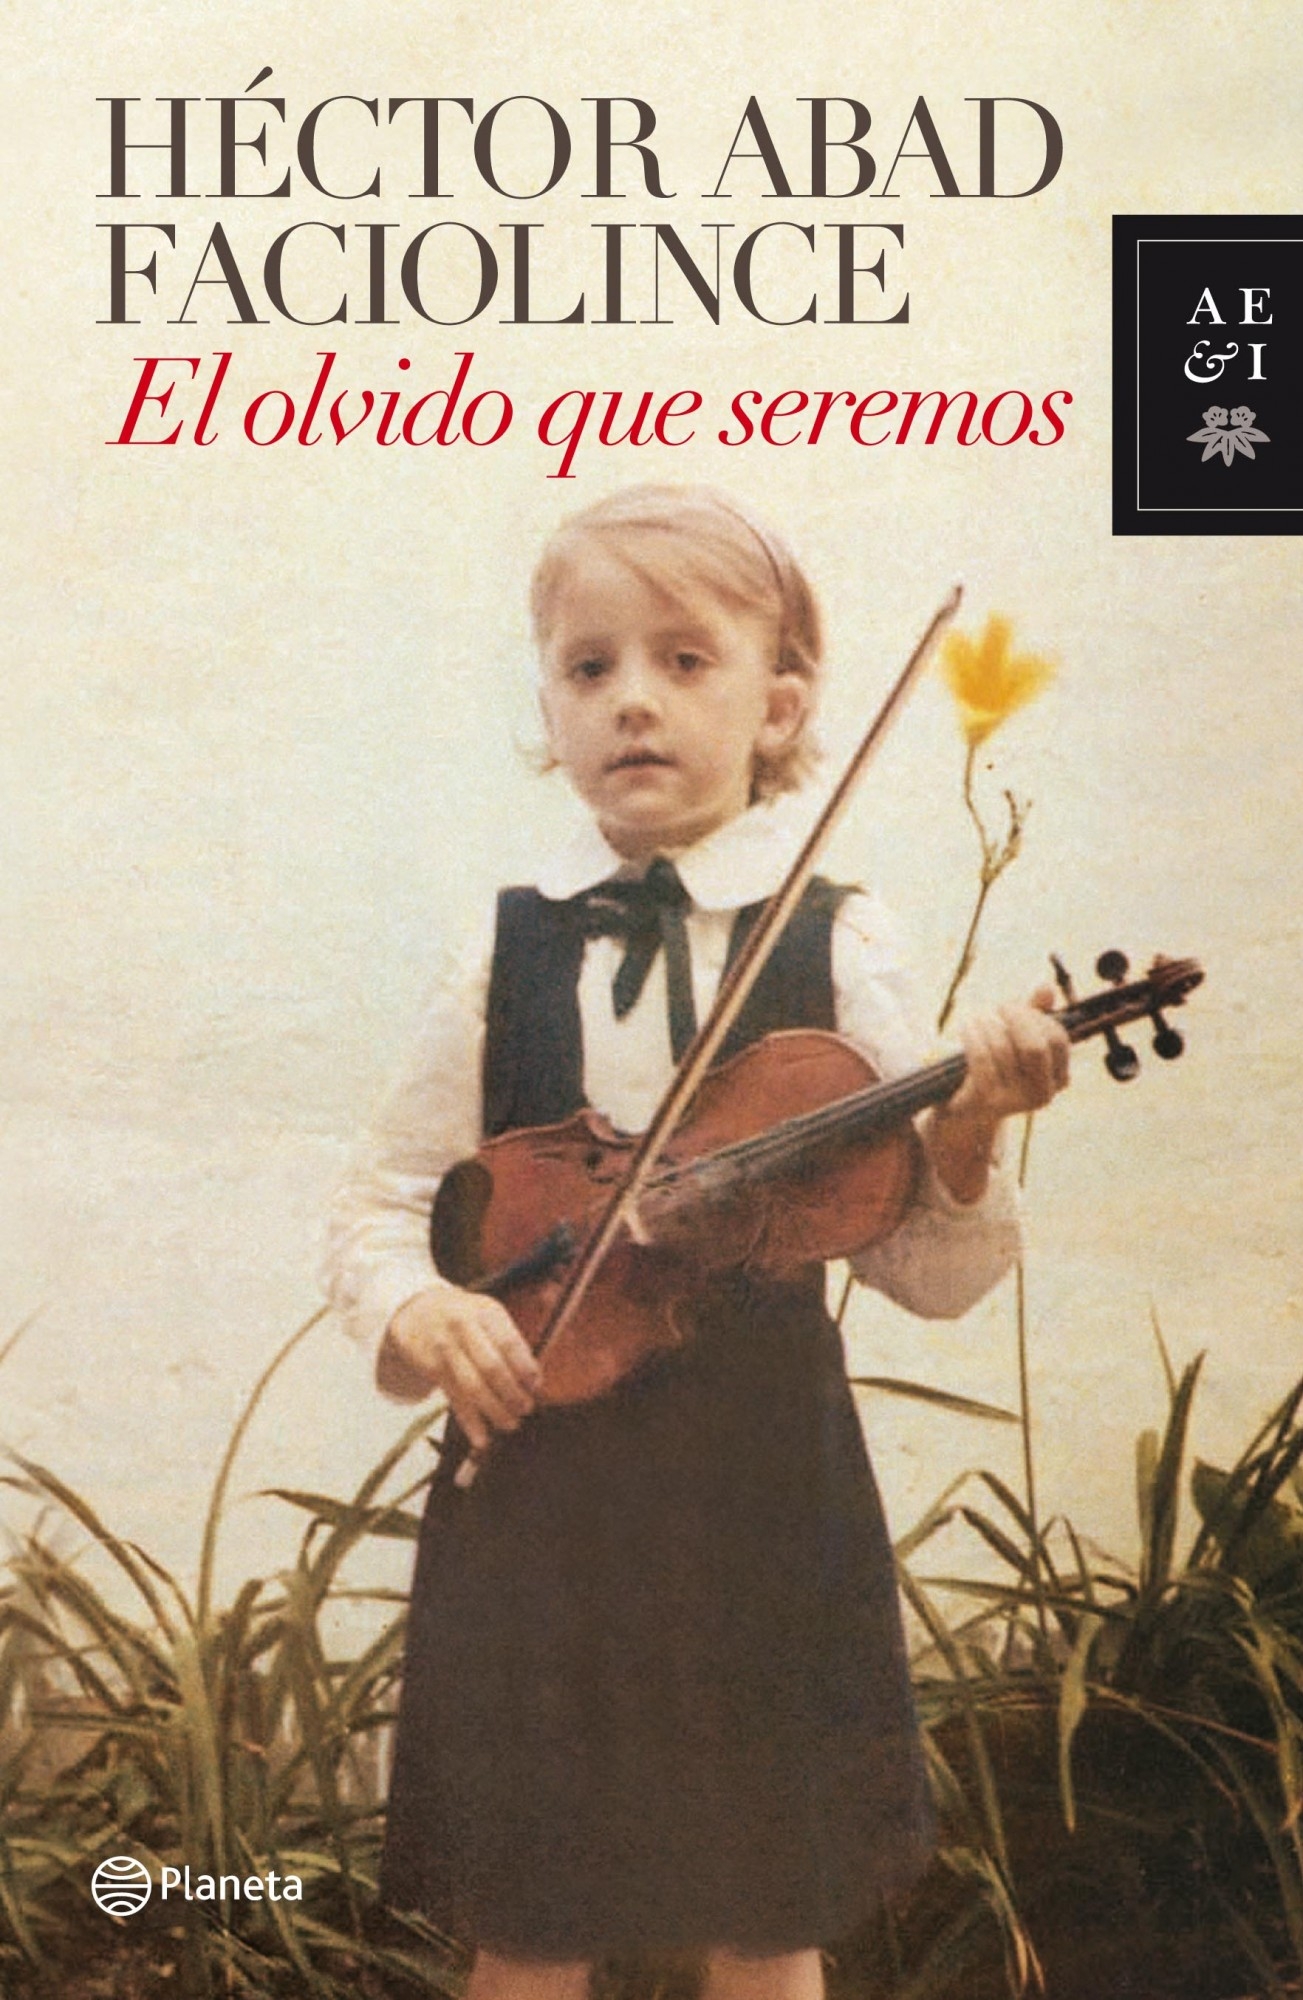 HÉCTOR ABAD
FACIOLINCE
El olvido que seremos
A E
& I
Planeta